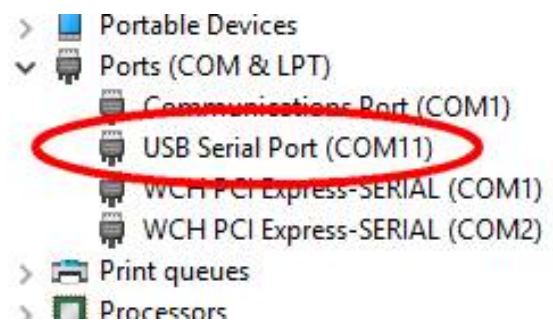 Portable Devices
Ports (COM & LPT)
Communications Port (COM1)
USB Serial Port (COM11)
WCH PCI Express-SERIAL (COM1)
WCH PCI Express-SERIAL (COM2)
Print queues
Processors